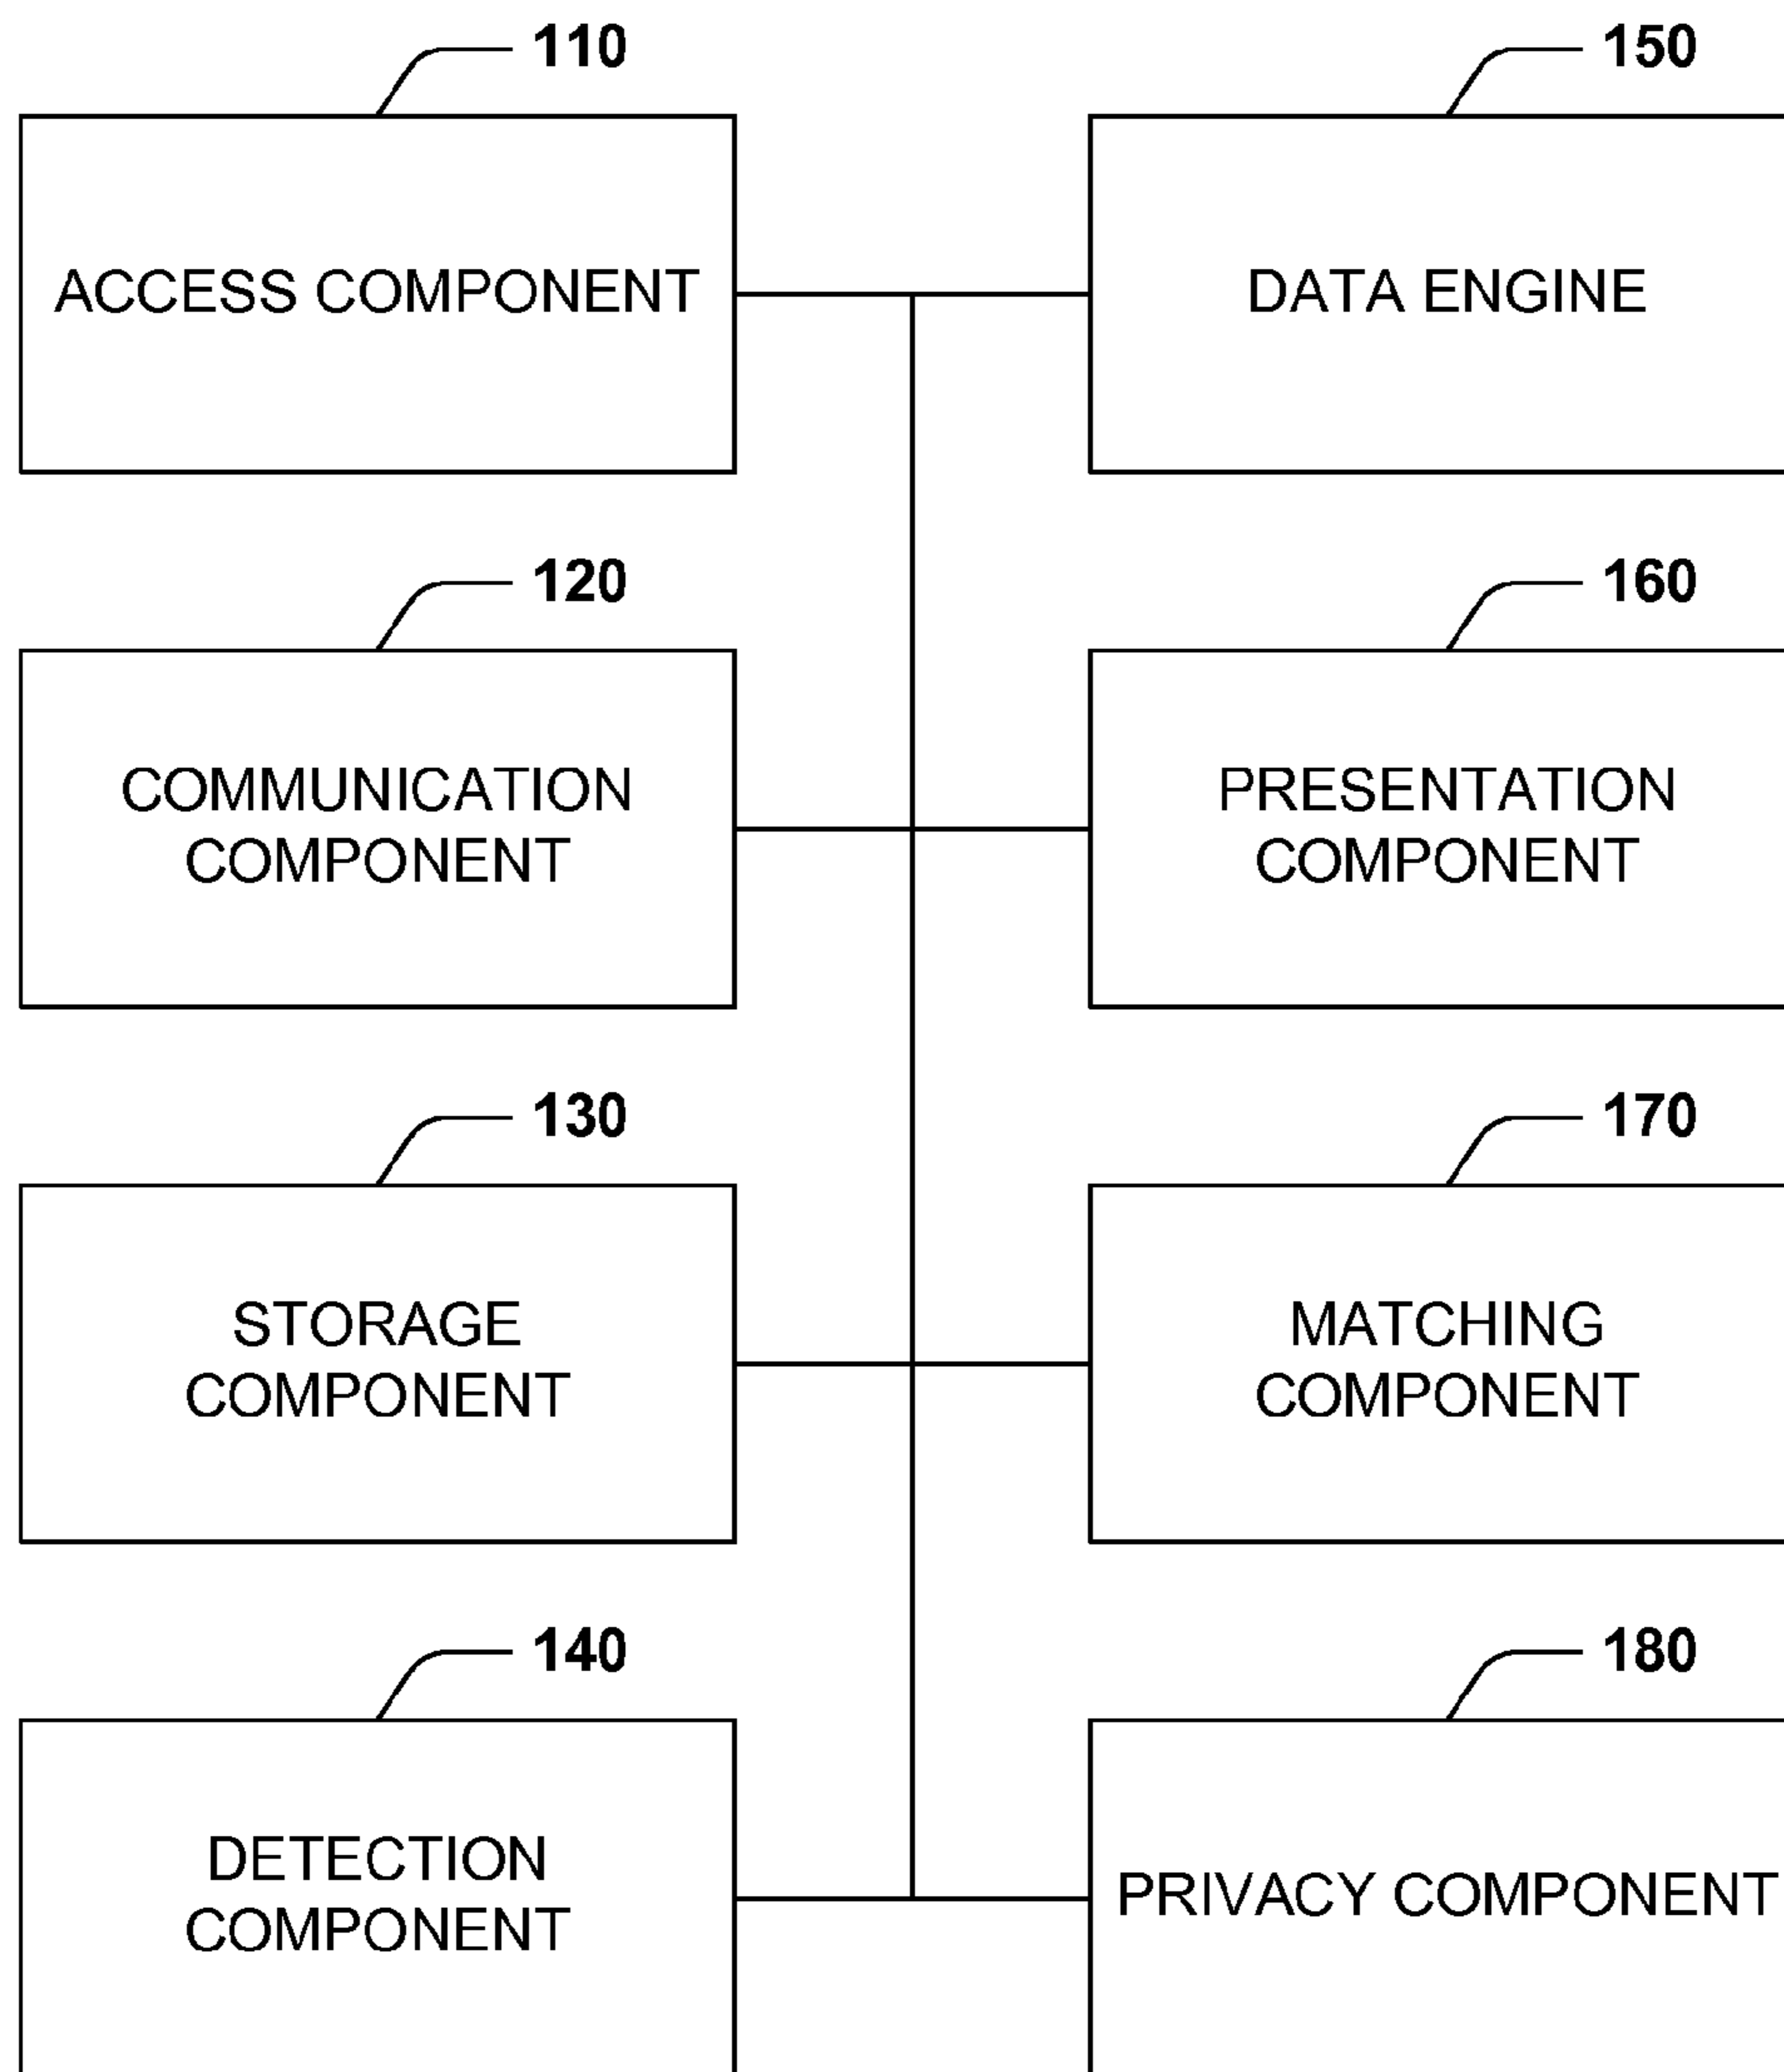 110
ACCESS COMPONENT
150
DATA ENGINE
120
COMMUNICATION
COMPONENT
160
PRESENTATION
COMPONENT
130
STORAGE
COMPONENT
170
MATCHING
COMPONENT
140
DETECTION
COMPONENT
180
PRIVACY COMPONENT